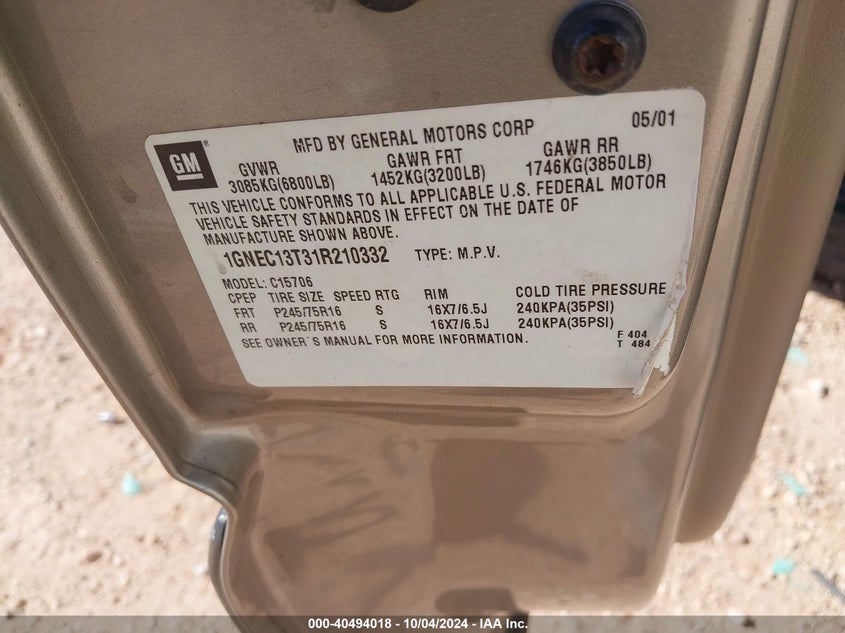 GM
MFD BY GENERAL MOTORS CORP 05/01
GVWR GAWR FRT GAWR RR
3085KG(6800LB) 1452KG(3200LB) 1746KG(3850LB)
THIS VEHICLE CONFORMS TO ALL APPLICABLE U.S. FEDERAL MOTOR
VEHICLE SAFETY STANDARDS IN EFFECT ON THE DATE OF
MANUFACTURE SHOWN ABOVE.
1GNEC13T31R210332 TYPE: M.P.V.
MODEL: C15706
CPEP TIRE SIZE SPEED RTG RIM COLD TIRE PRESSURE
FRT P245/75R16 S 16X7/6.5J 240KPA(35PSI)
RR P245/75R16 S 16X7/6.5J 240KPA(35PSI)
SEE OWNER'S MANUAL FOR MORE INFORMATION. F 404
T 484
000-40494018 - 10/04/2024 - IAA Inc.